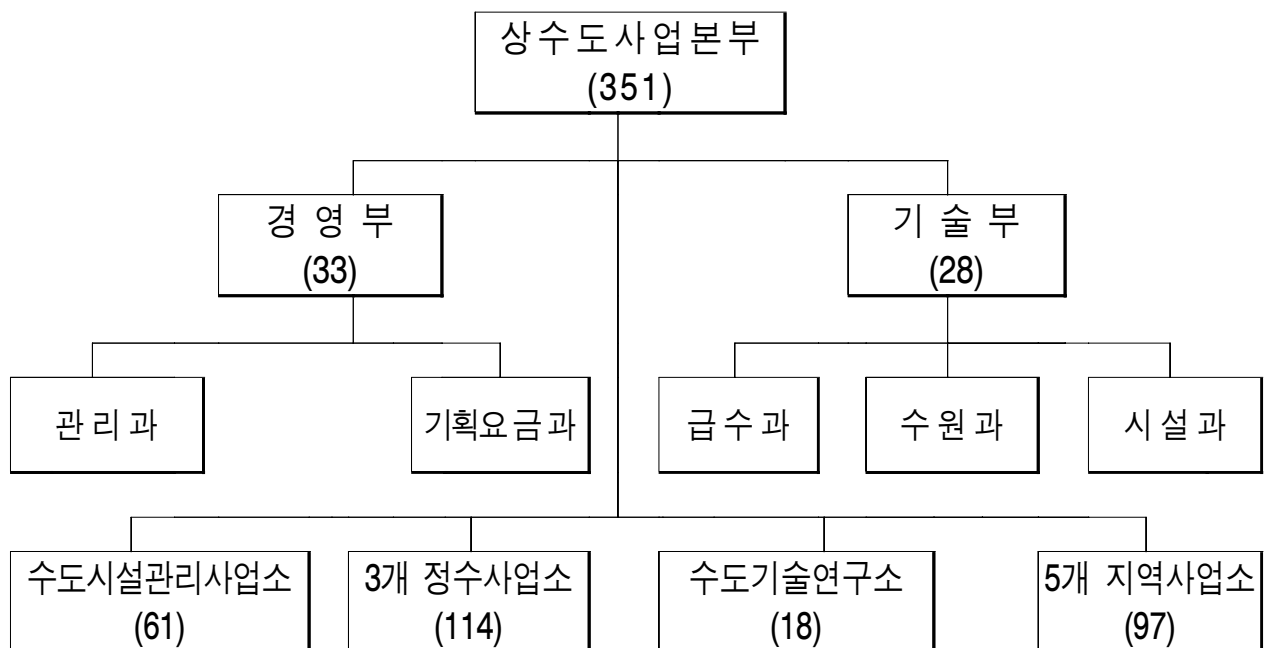 상수도사업본부
(351)
경영부
(33)
기술부
(28)
관리과
기획요금과
급수과
수원과
시설과
수도시설관리사업소
(61)
3개 정수사업소
(114)
수도기술연구소
(18)
5개 지역사업소
(97)